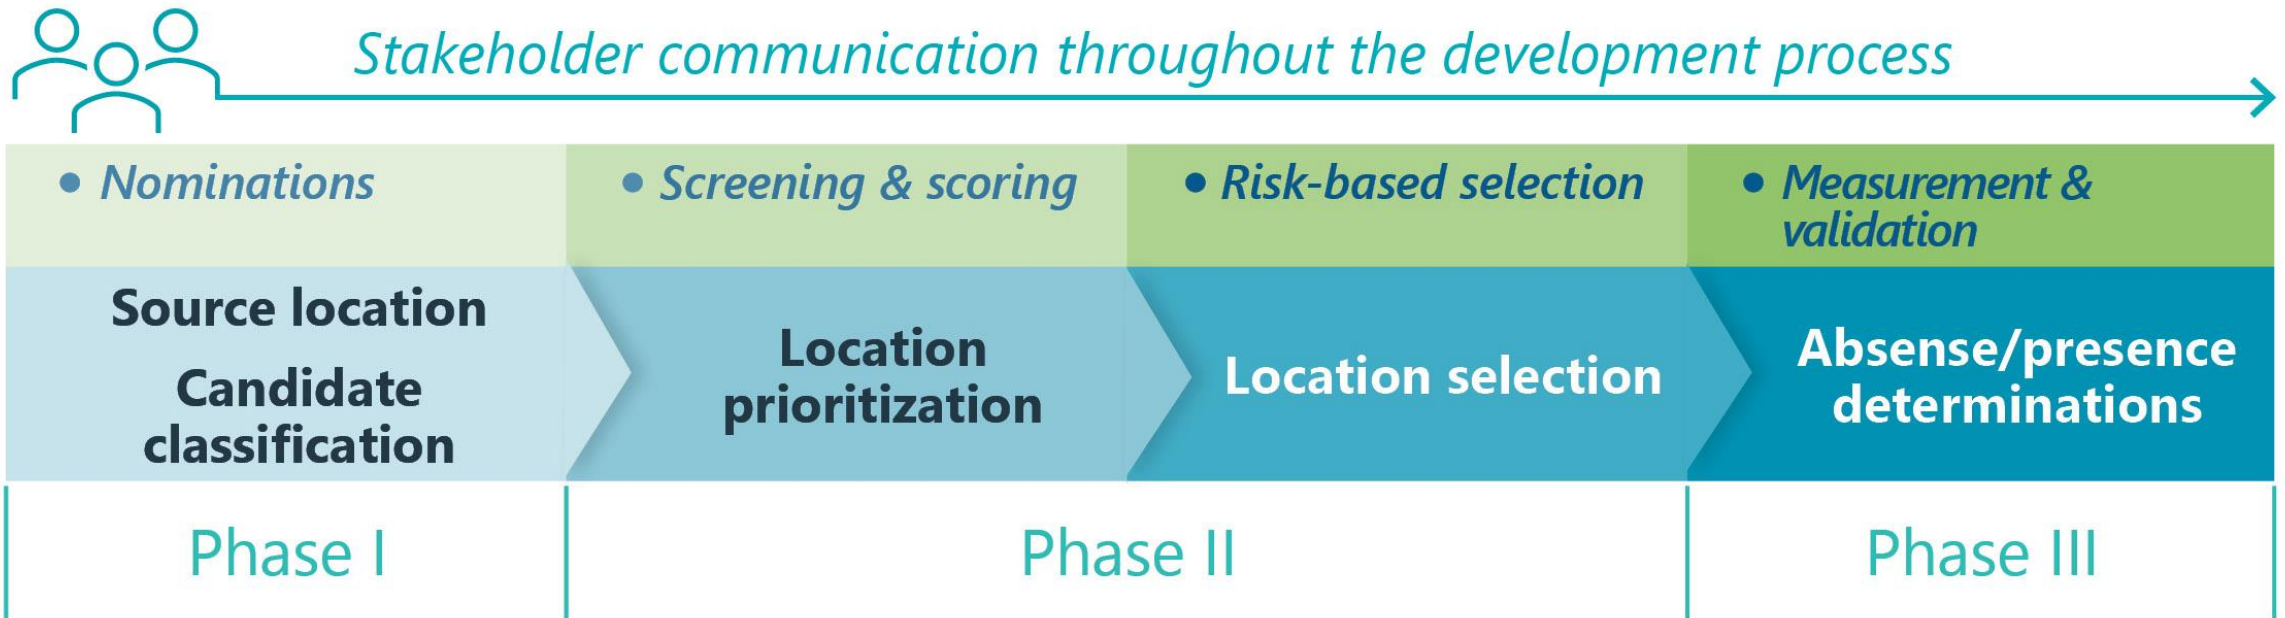 Stakeholder communication throughout the development process
• Nominations
• Screening & scoring
• Risk-based selection
• Measurement &
validation
Source location
Candidate
classification
Location
prioritization
Location selection
Absense/presence
determinations
Phase I
Phase II
Phase III